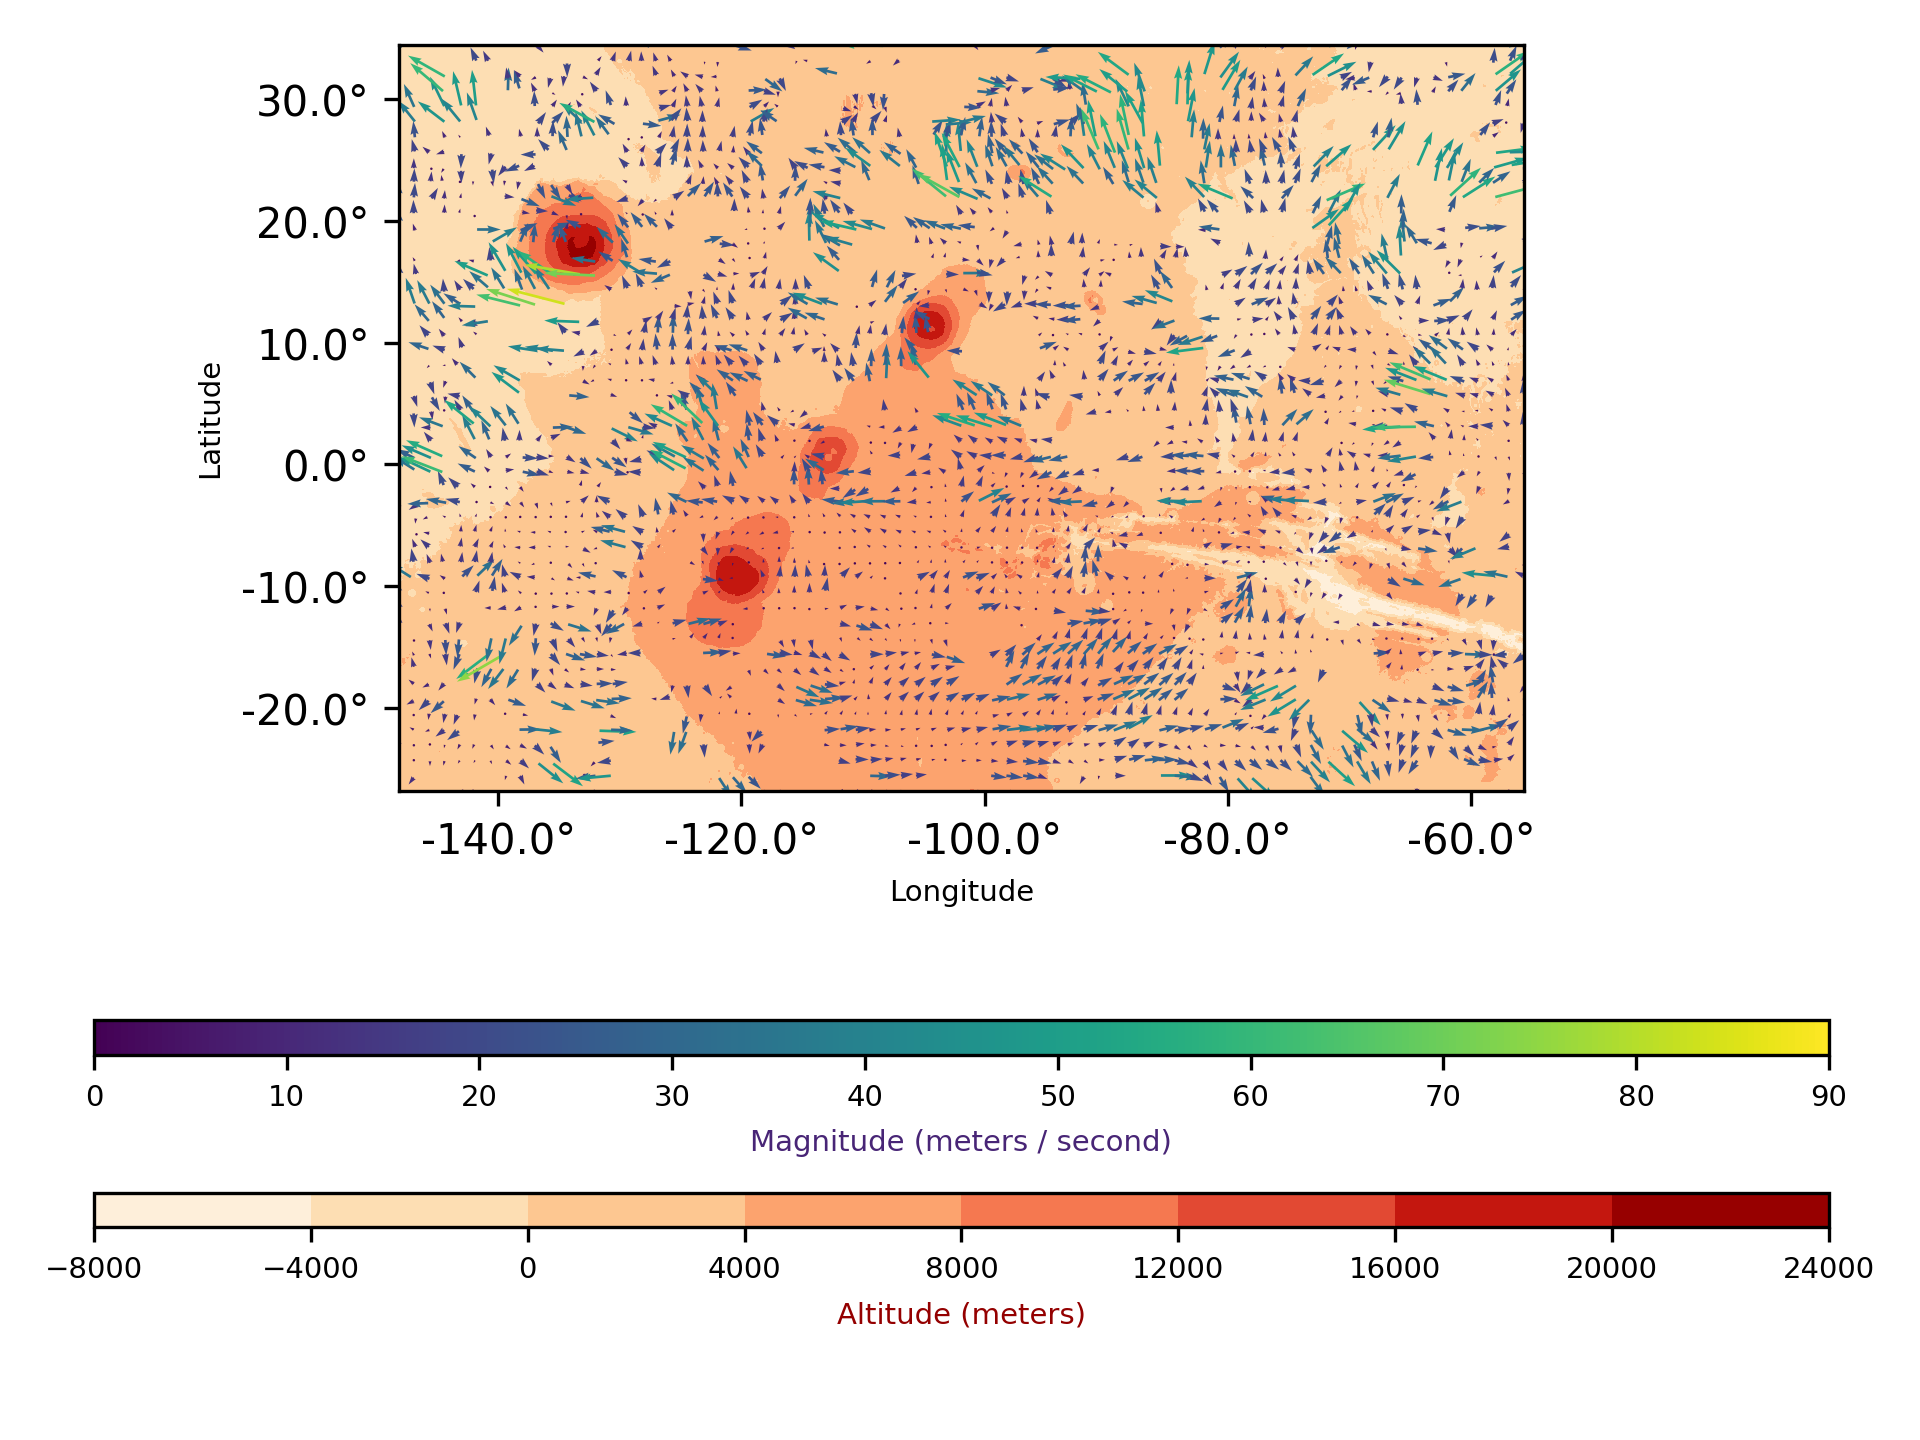 30.0°
20.0°
10.0°
0.0°
-10.0°
-20.0°
Latitude
-140.0° -120.0° -100.0° -80.0° -60.0°
Longitude
0 10 20 30 40 50 60 70 80 90
Magnitude (meters / second)
−8000 −4000 0 4000 8000 12000 16000 20000 24000
Altitude (meters)